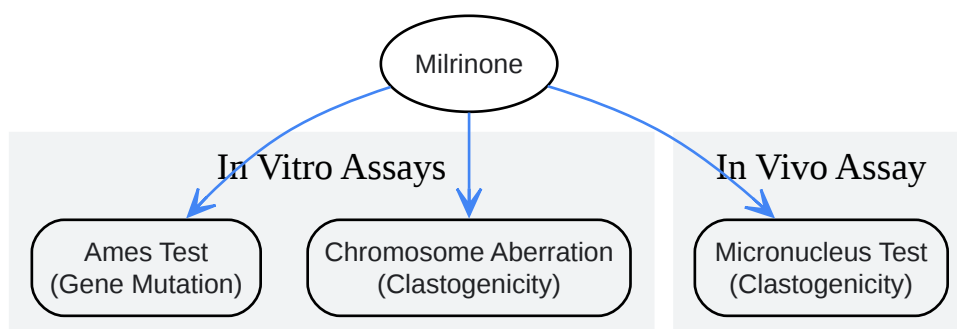 Milrinone
In Vitro Assays
In Vivo Assay
Ames Test
(Gene Mutation)
Chromosome Aberration
(Clastogenicity)
Micronucleus Test
(Clastogenicity)